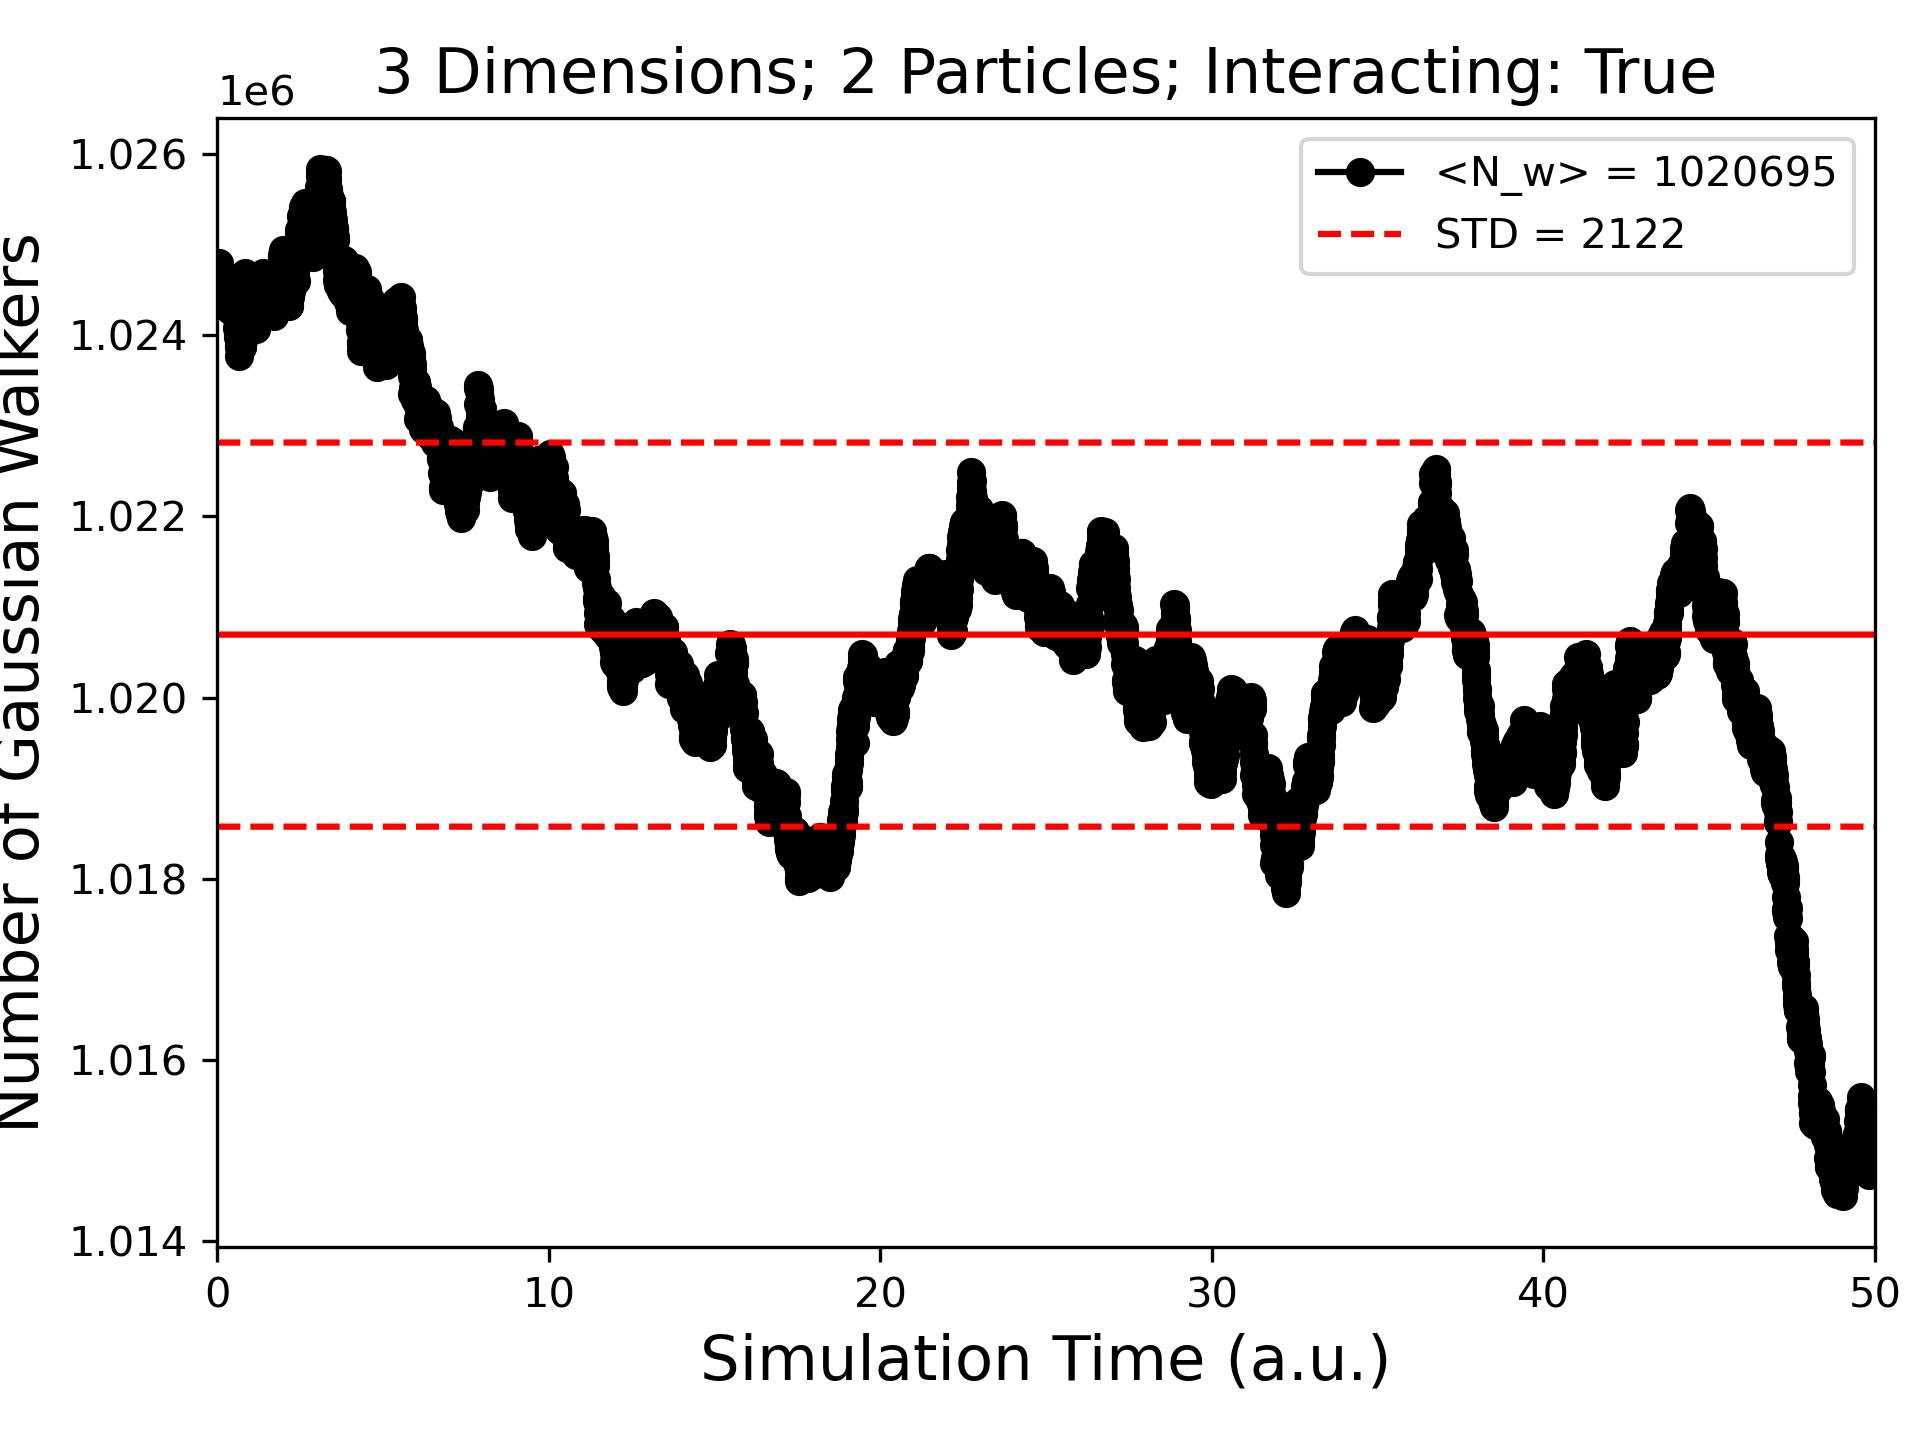 3 Dimensions; 2 Particles; Interacting: True
1e6
<N_w> = 1020695
STD = 2122
Number of Gaussian Walkers
1.026
1.024
1.022
1.020
1.018
1.016
1.014
0 10 20 30 40 50
Simulation Time (a.u.)